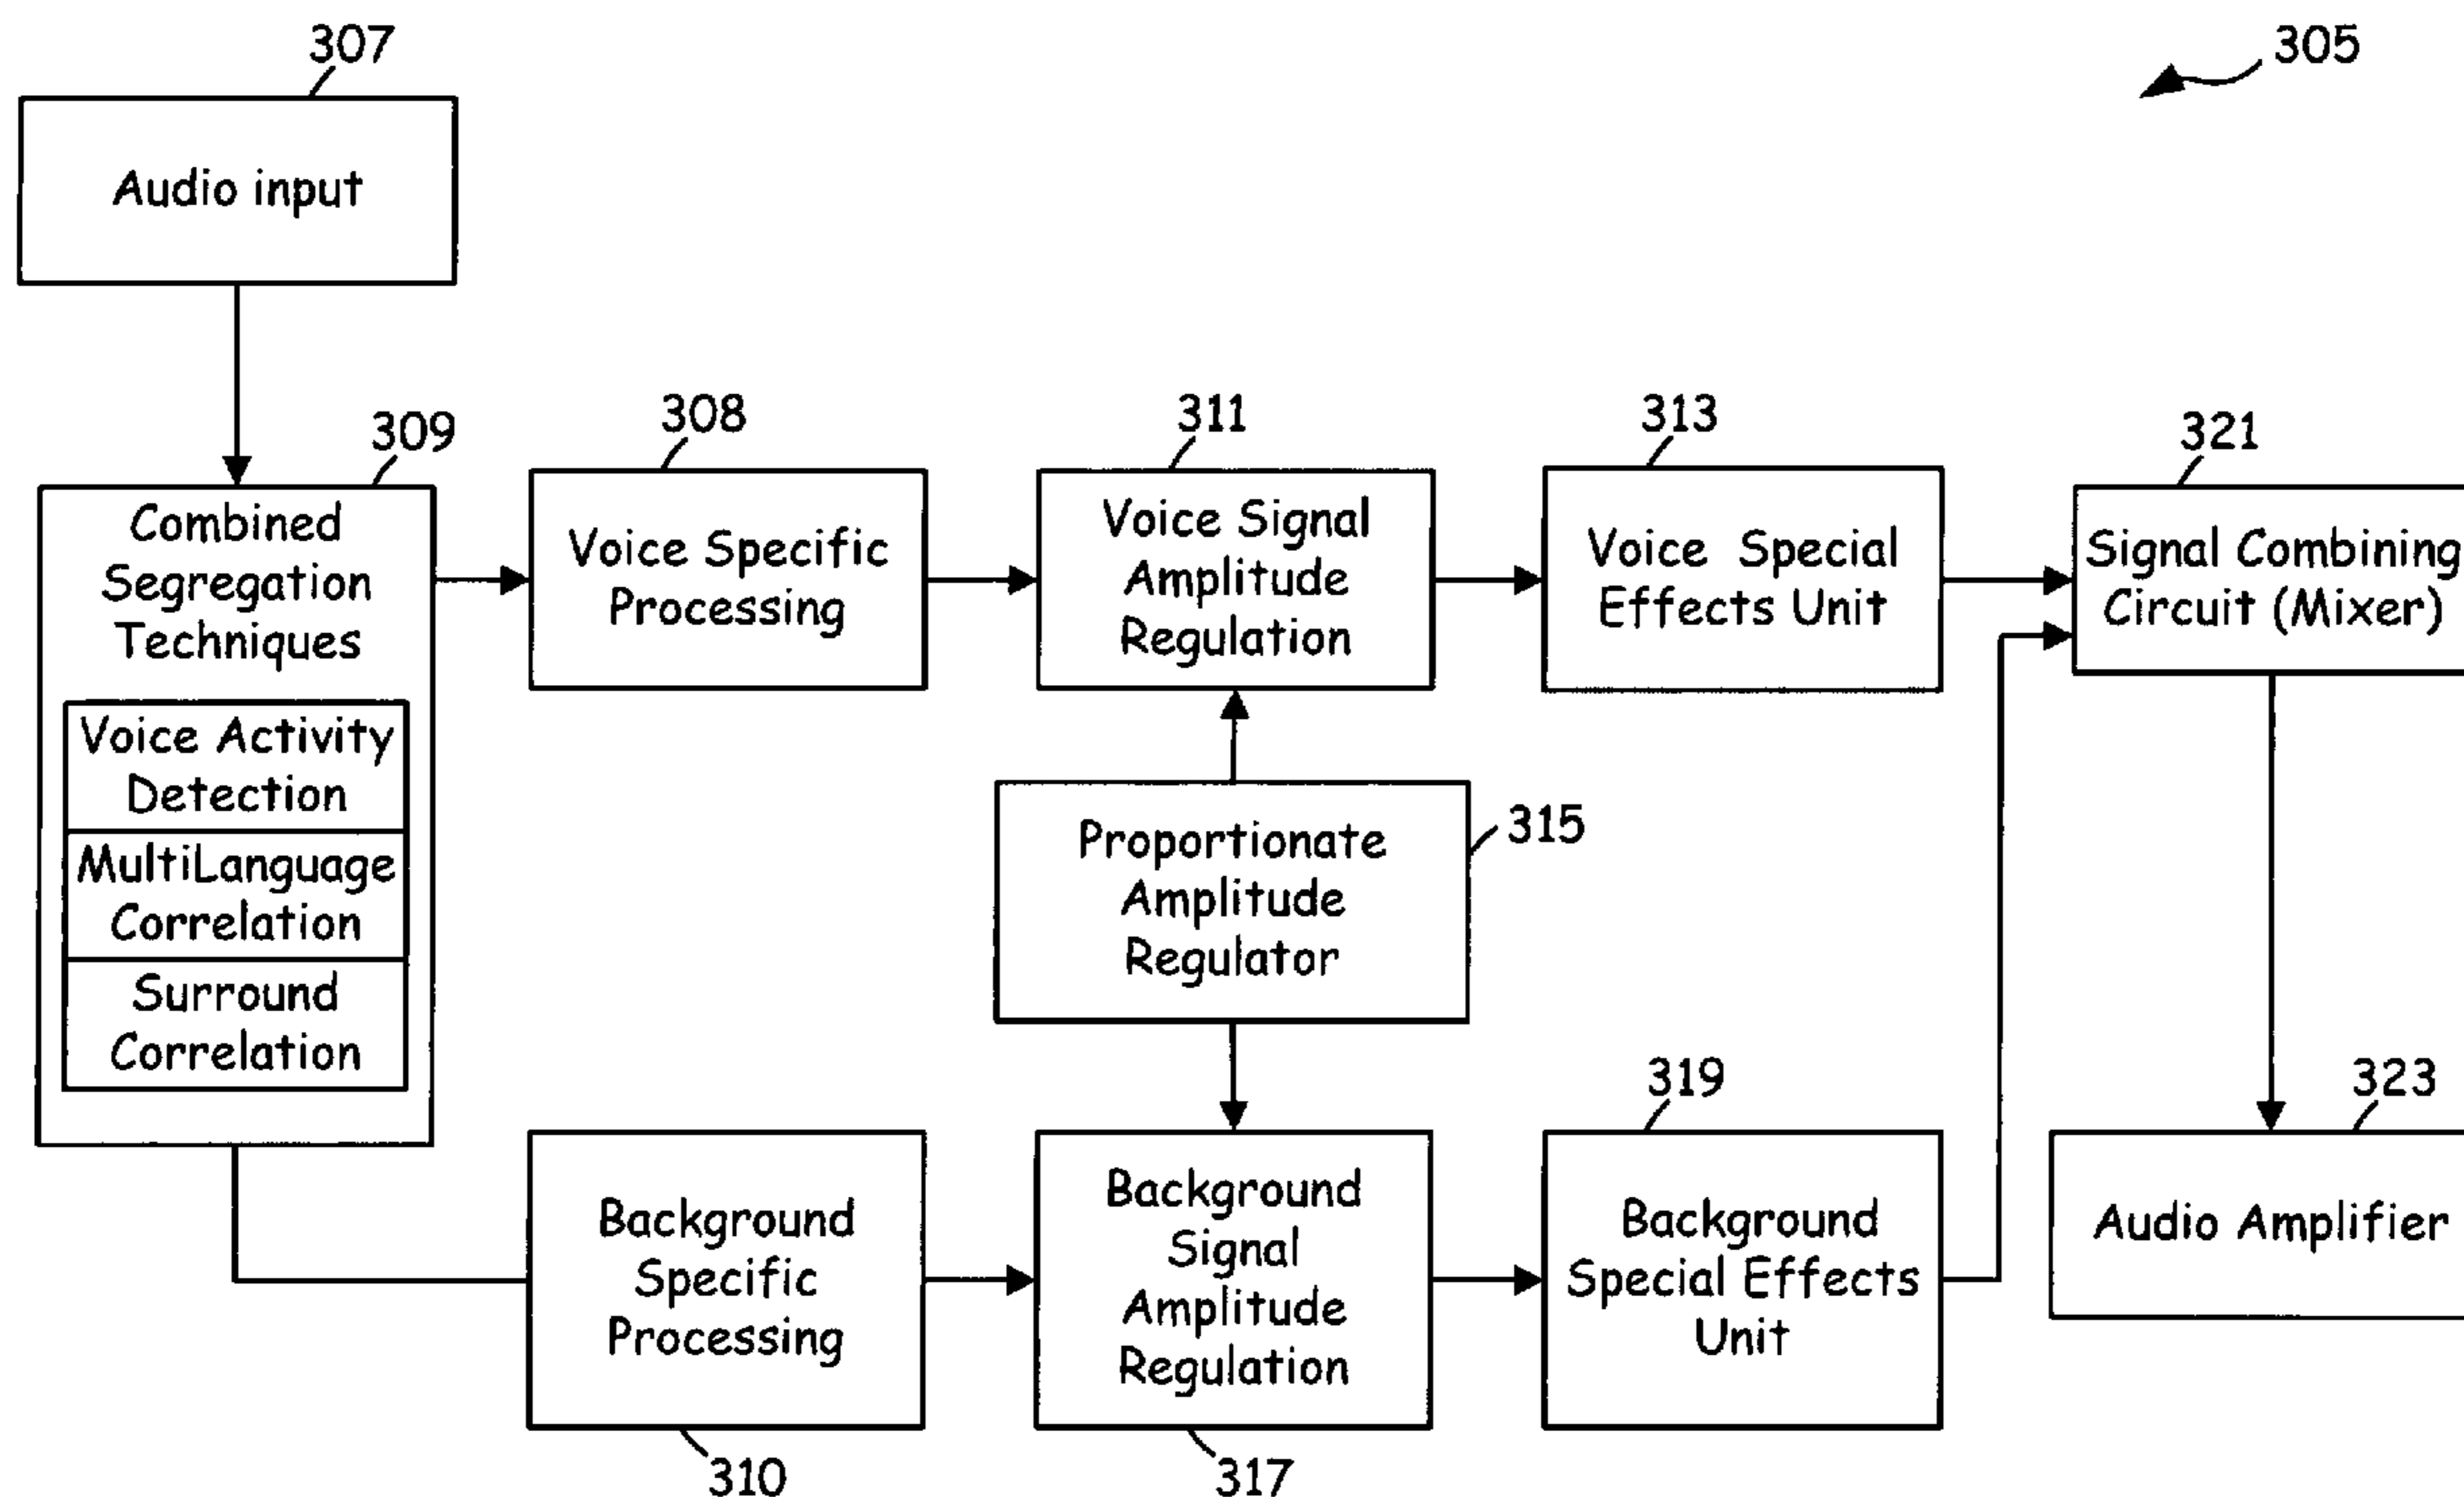 307
305
Audio input
309
308
311
313
321
Combined
Segregation
Techniques
Voice Activity
Detection
MultiLanguage
Correlation
Surround
Correlation
Voice Specific
Processing
Voice Signal
Amplitude
Regulation
Voice Special
Effects Unit
Signal Combining
Circuit (Mixer)
Proportionate
Amplitude
Regulator
315
319
323
Background
Specific
Processing
Background
Signal
Amplitude
Regulation
Background
Special Effects
Unit
Audio Amplifier
310
317